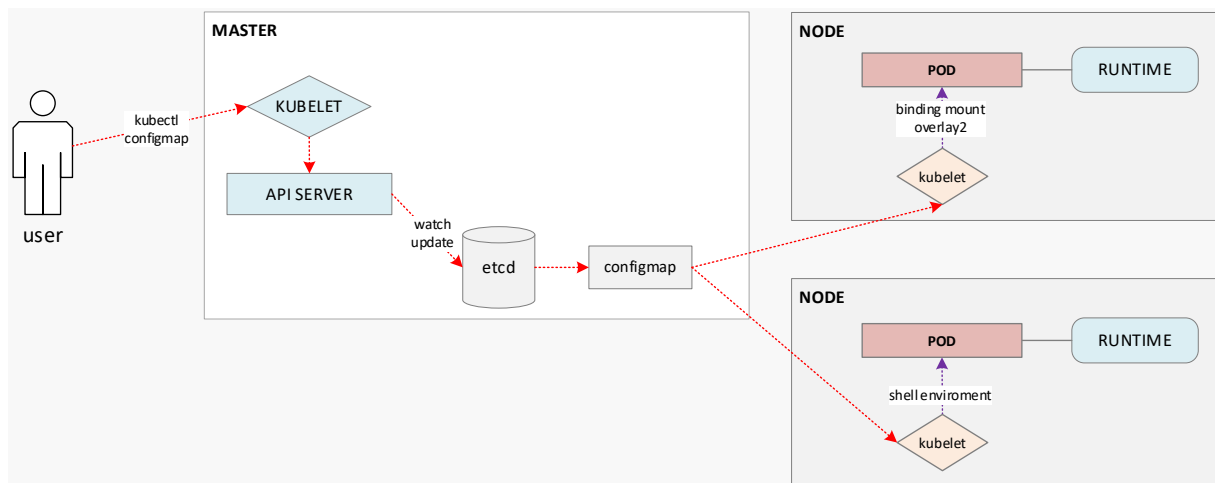 MASTER
KUBELET
kubectl
configmap
API SERVER
user
watch
update
etcd
configmap
NODE
POD
RUNTIME
binding mount
overlay2
kubelet
NODE
POD
RUNTIME
shell enviroment
kubelet